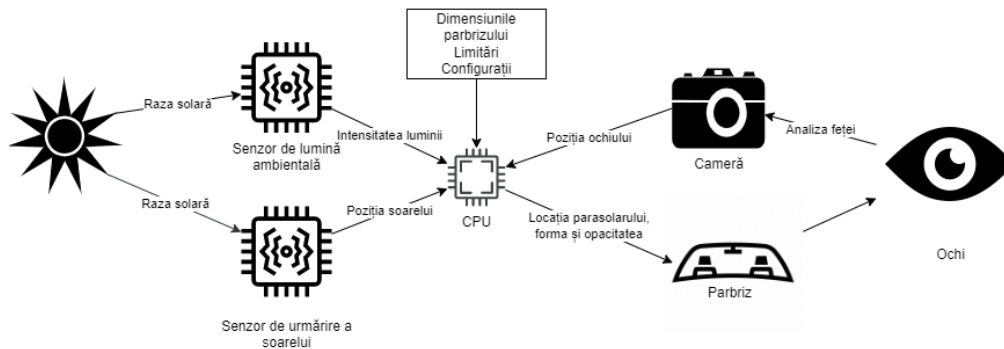 Dimensiunile
parbrizului
Limitări
Configurații
Raza solară
Senzor de lumină
ambientală
Intensitatea luminii
Poziția ochiului
Cameră
Analiza feței
Raza solară
Poziția soarelui
CPU
Locația parasolarului,
forma și opacitatea
Parbriz
Ochi
Senzor de urmărire a
soarelui